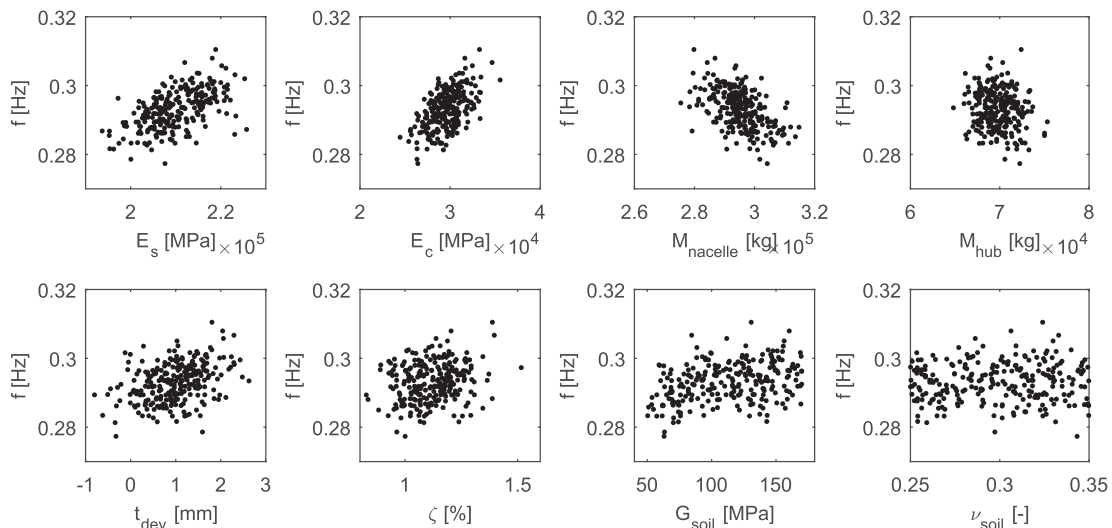 0.32 0.32 0.32 0.32
f [Hz] 0.3 f [Hz] 0.3 f [Hz] 0.3 f [Hz] 0.3
0.28 0.28 0.28 0.28
2 2.2 2 3 4 2.6 2.8 3 3.2 6 7 8
E_s [MPa] ×10^5 E_c [MPa] ×10^4 M_nacelle [kg] ×10^5 M_hub [kg] ×10^4
0.32 0.32 0.32 0.32
f [Hz] 0.3 f [Hz] 0.3 f [Hz] 0.3 f [Hz] 0.3
0.28 0.28 0.28 0.28
-1 0 1 2 3 1 1.5 50 100 150 0.25 0.3 0.35
t_dev [mm] ζ [%] G_soil [MPa] ν_soil [-]